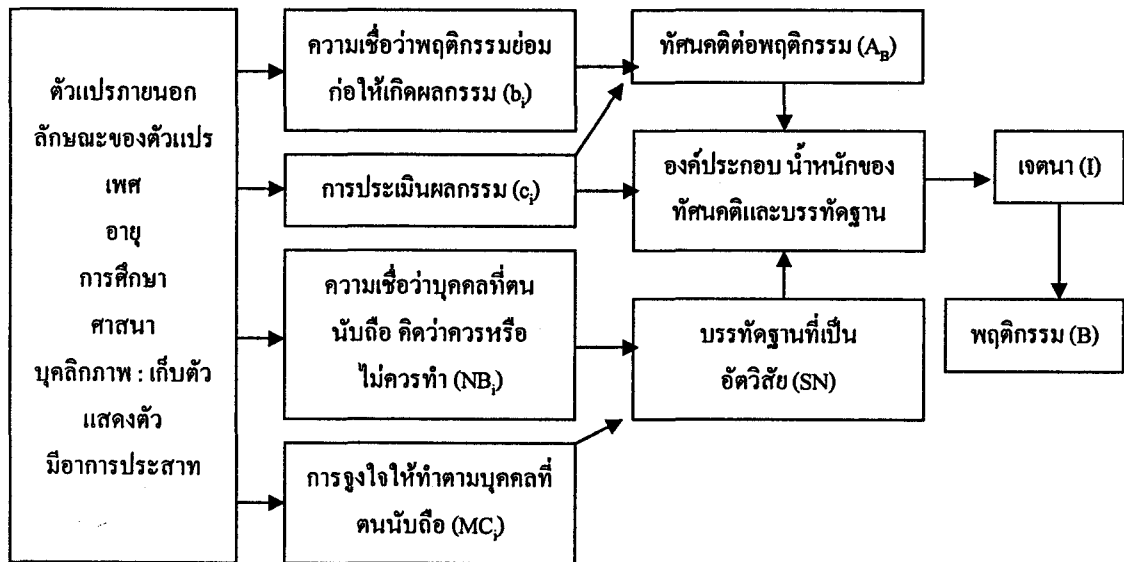 ตัวแปรภายนอก
ลักษณะของตัวแปร
เพศ
อายุ
การศึกษา
ศาสนา
บุคลิกภาพ : เก็บตัว
แสดงตัว
มีอาการประสาท
ความเชื่อว่าพฤติกรรมย่อม
ก่อให้เกิดผลกรรม (bᵢ)
การประเมินผลกรรม (cᵢ)
ความเชื่อว่าบุคคลที่ตน
นับถือ คิดว่าควรหรือ
ไม่ควรทำ (NBᵢ)
การจูงใจให้ทำตามบุคคลที่
ตนนับถือ (MCᵢ)
ทัศนคติต่อพฤติกรรม (A_B)
องค์ประกอบ น้ำหนักของ
ทัศนคติและบรรทัดฐาน
บรรทัดฐานที่เป็น
อัตวิสัย (SN)
เจตนา (I)
พฤติกรรม (B)